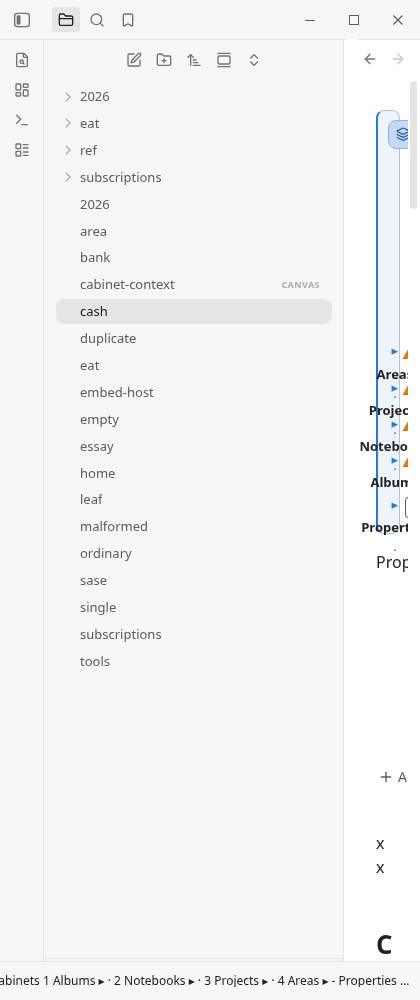 2026
eat
ref
subscriptions
2026
area
bank
cabinet-context CANVAS
cash
duplicate
eat
embed-host
empty
essay
home
leaf
malformed
ordinary
sase
single
subscriptions
tools
Areas
Projec
Notebo
Album
Propert
Prop
+ A
x
x
C
abinets 1 Albums ▸ · 2 Notebooks ▸ · 3 Projects ▸ · 4 Areas ▸ - Properties ...